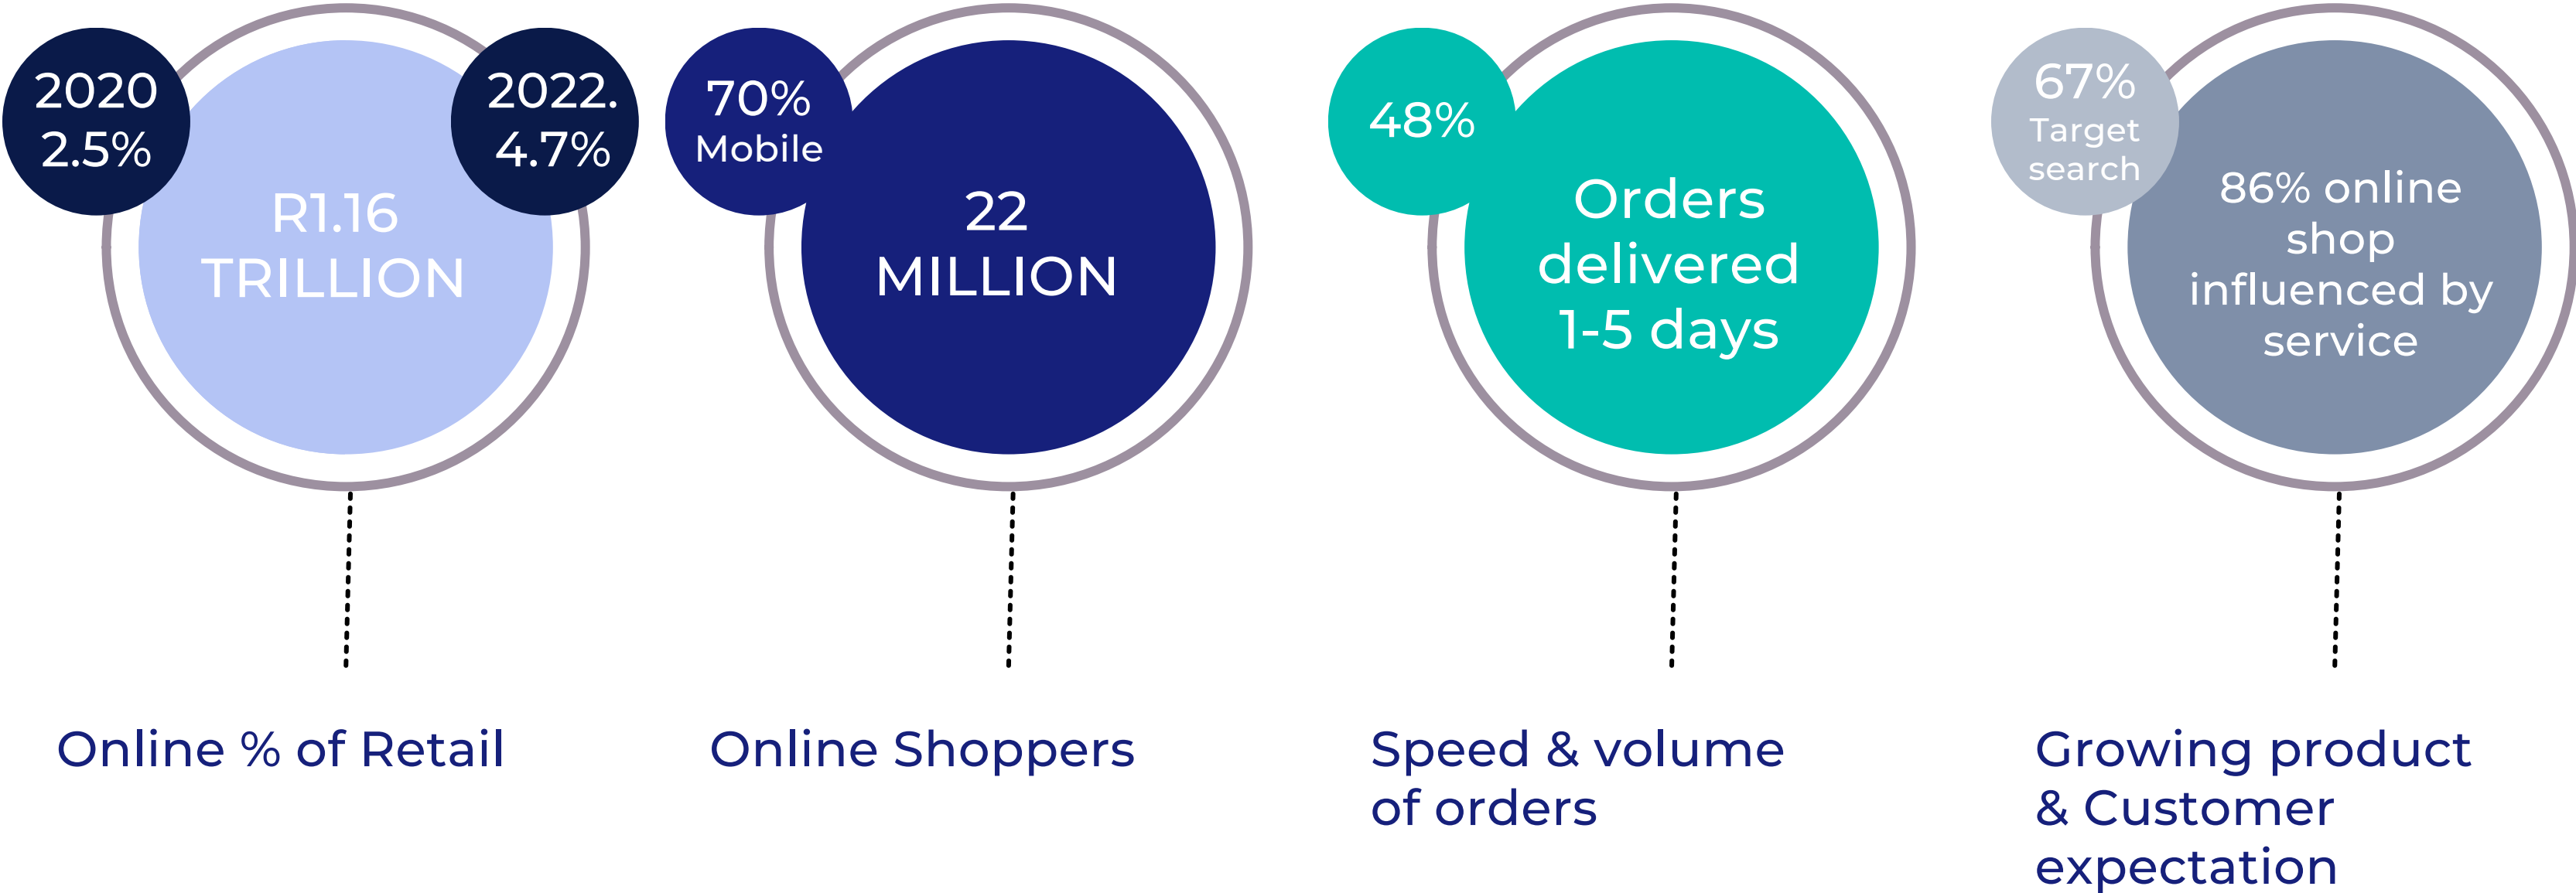 2020
2.5%
R1.16
TRILLION
2022.
4.7%
Online % of Retail
70%
Mobile
22
MILLION
Online Shoppers
48%
Orders
delivered
1-5 days
Speed & volume
of orders
67%
Target
search
86% online
shop
influenced by
service
Growing product
& Customer
expectation